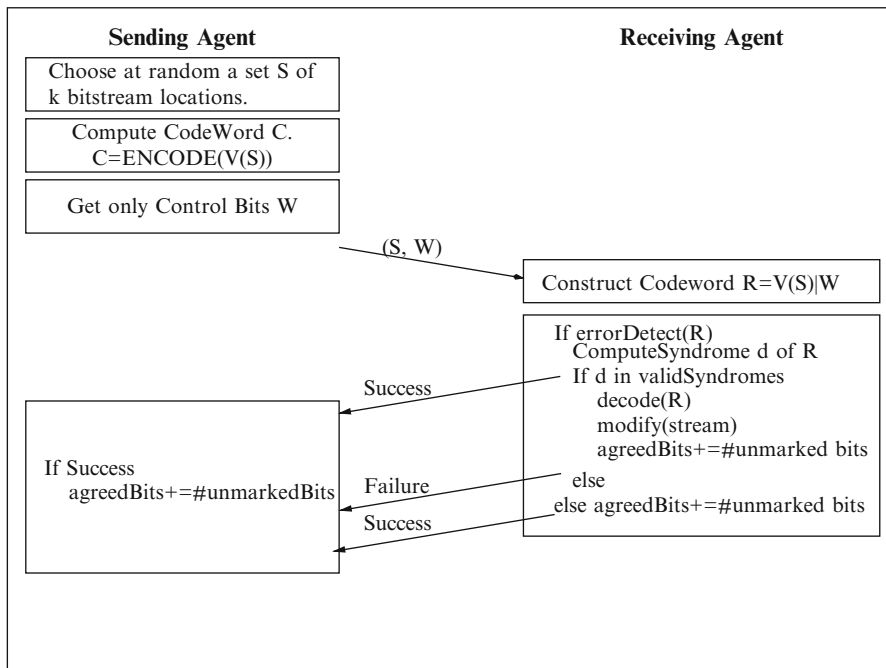 Sending Agent
Receiving Agent
Choose at random a set S of
k bitstream locations.
Compute CodeWord C.
C=ENCODE(V(S))
Get only Control Bits W
(S, W)
Construct Codeword R=V(S)|W
If errorDetect(R)
ComputeSyndrome d of R
If d in validSyndromes
decode(R)
modify(stream)
agreedBits+=#unmarked bits
else
else agreedBits+=#unmarked bits
Success
Failure
Success
If Success
agreedBits+=#unmarkedBits